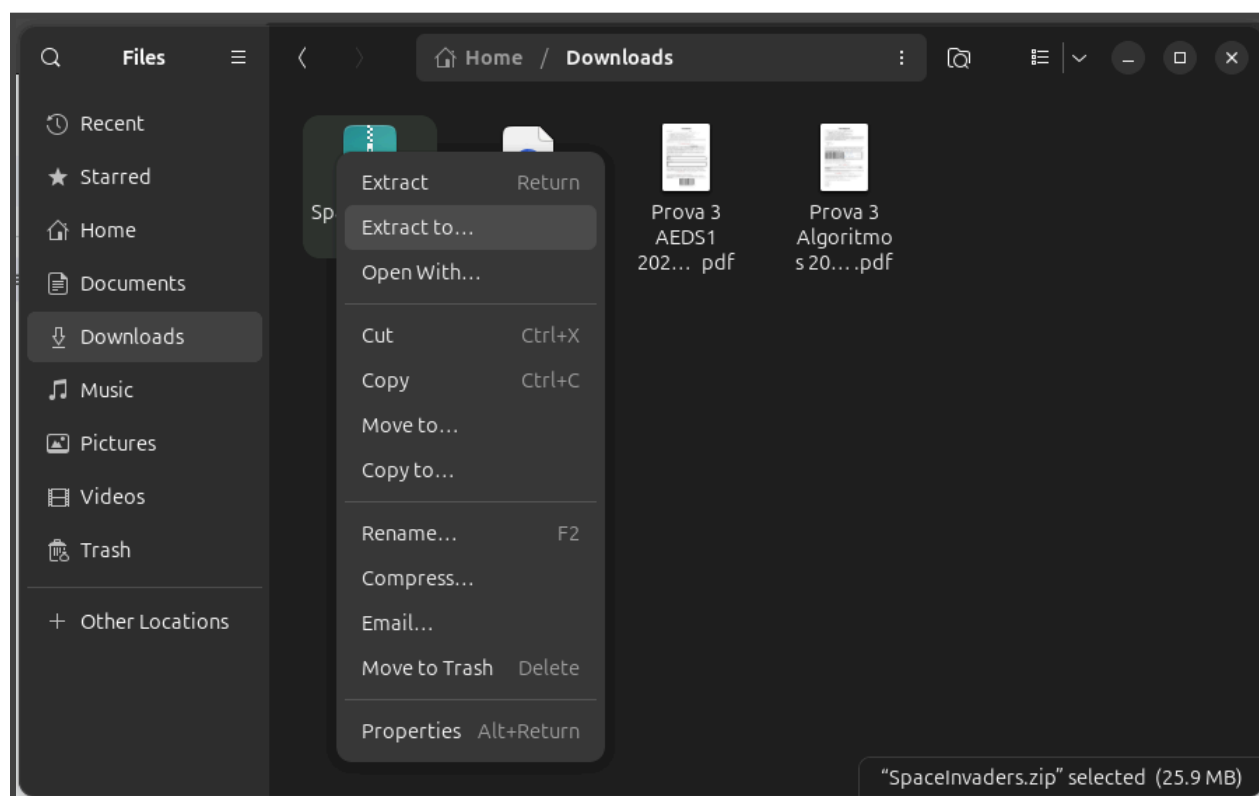 Files
Home / Downloads
Recent
Starred
Home
Documents
Downloads
Music
Pictures
Videos
Trash
Other Locations
Sp
Prova 3
AEDS1
202... pdf
Prova 3
Algoritmo
s 20....pdf
Extract Return
Extract to...
Open With...
Cut Ctrl+X
Copy Ctrl+C
Move to...
Copy to...
Rename... F2
Compress...
Email...
Move to Trash Delete
Properties Alt+Return
“SpaceInvaders.zip” selected (25.9 MB)